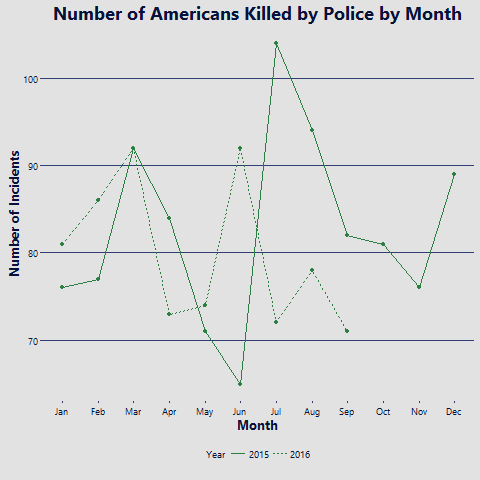 Number of Americans Killed by Police by Month
Number of Incidents
100
90
80
70
Jan Feb Mar Apr May Jun Jul Aug Sep Oct Nov Dec
Month
Year 2015 2016